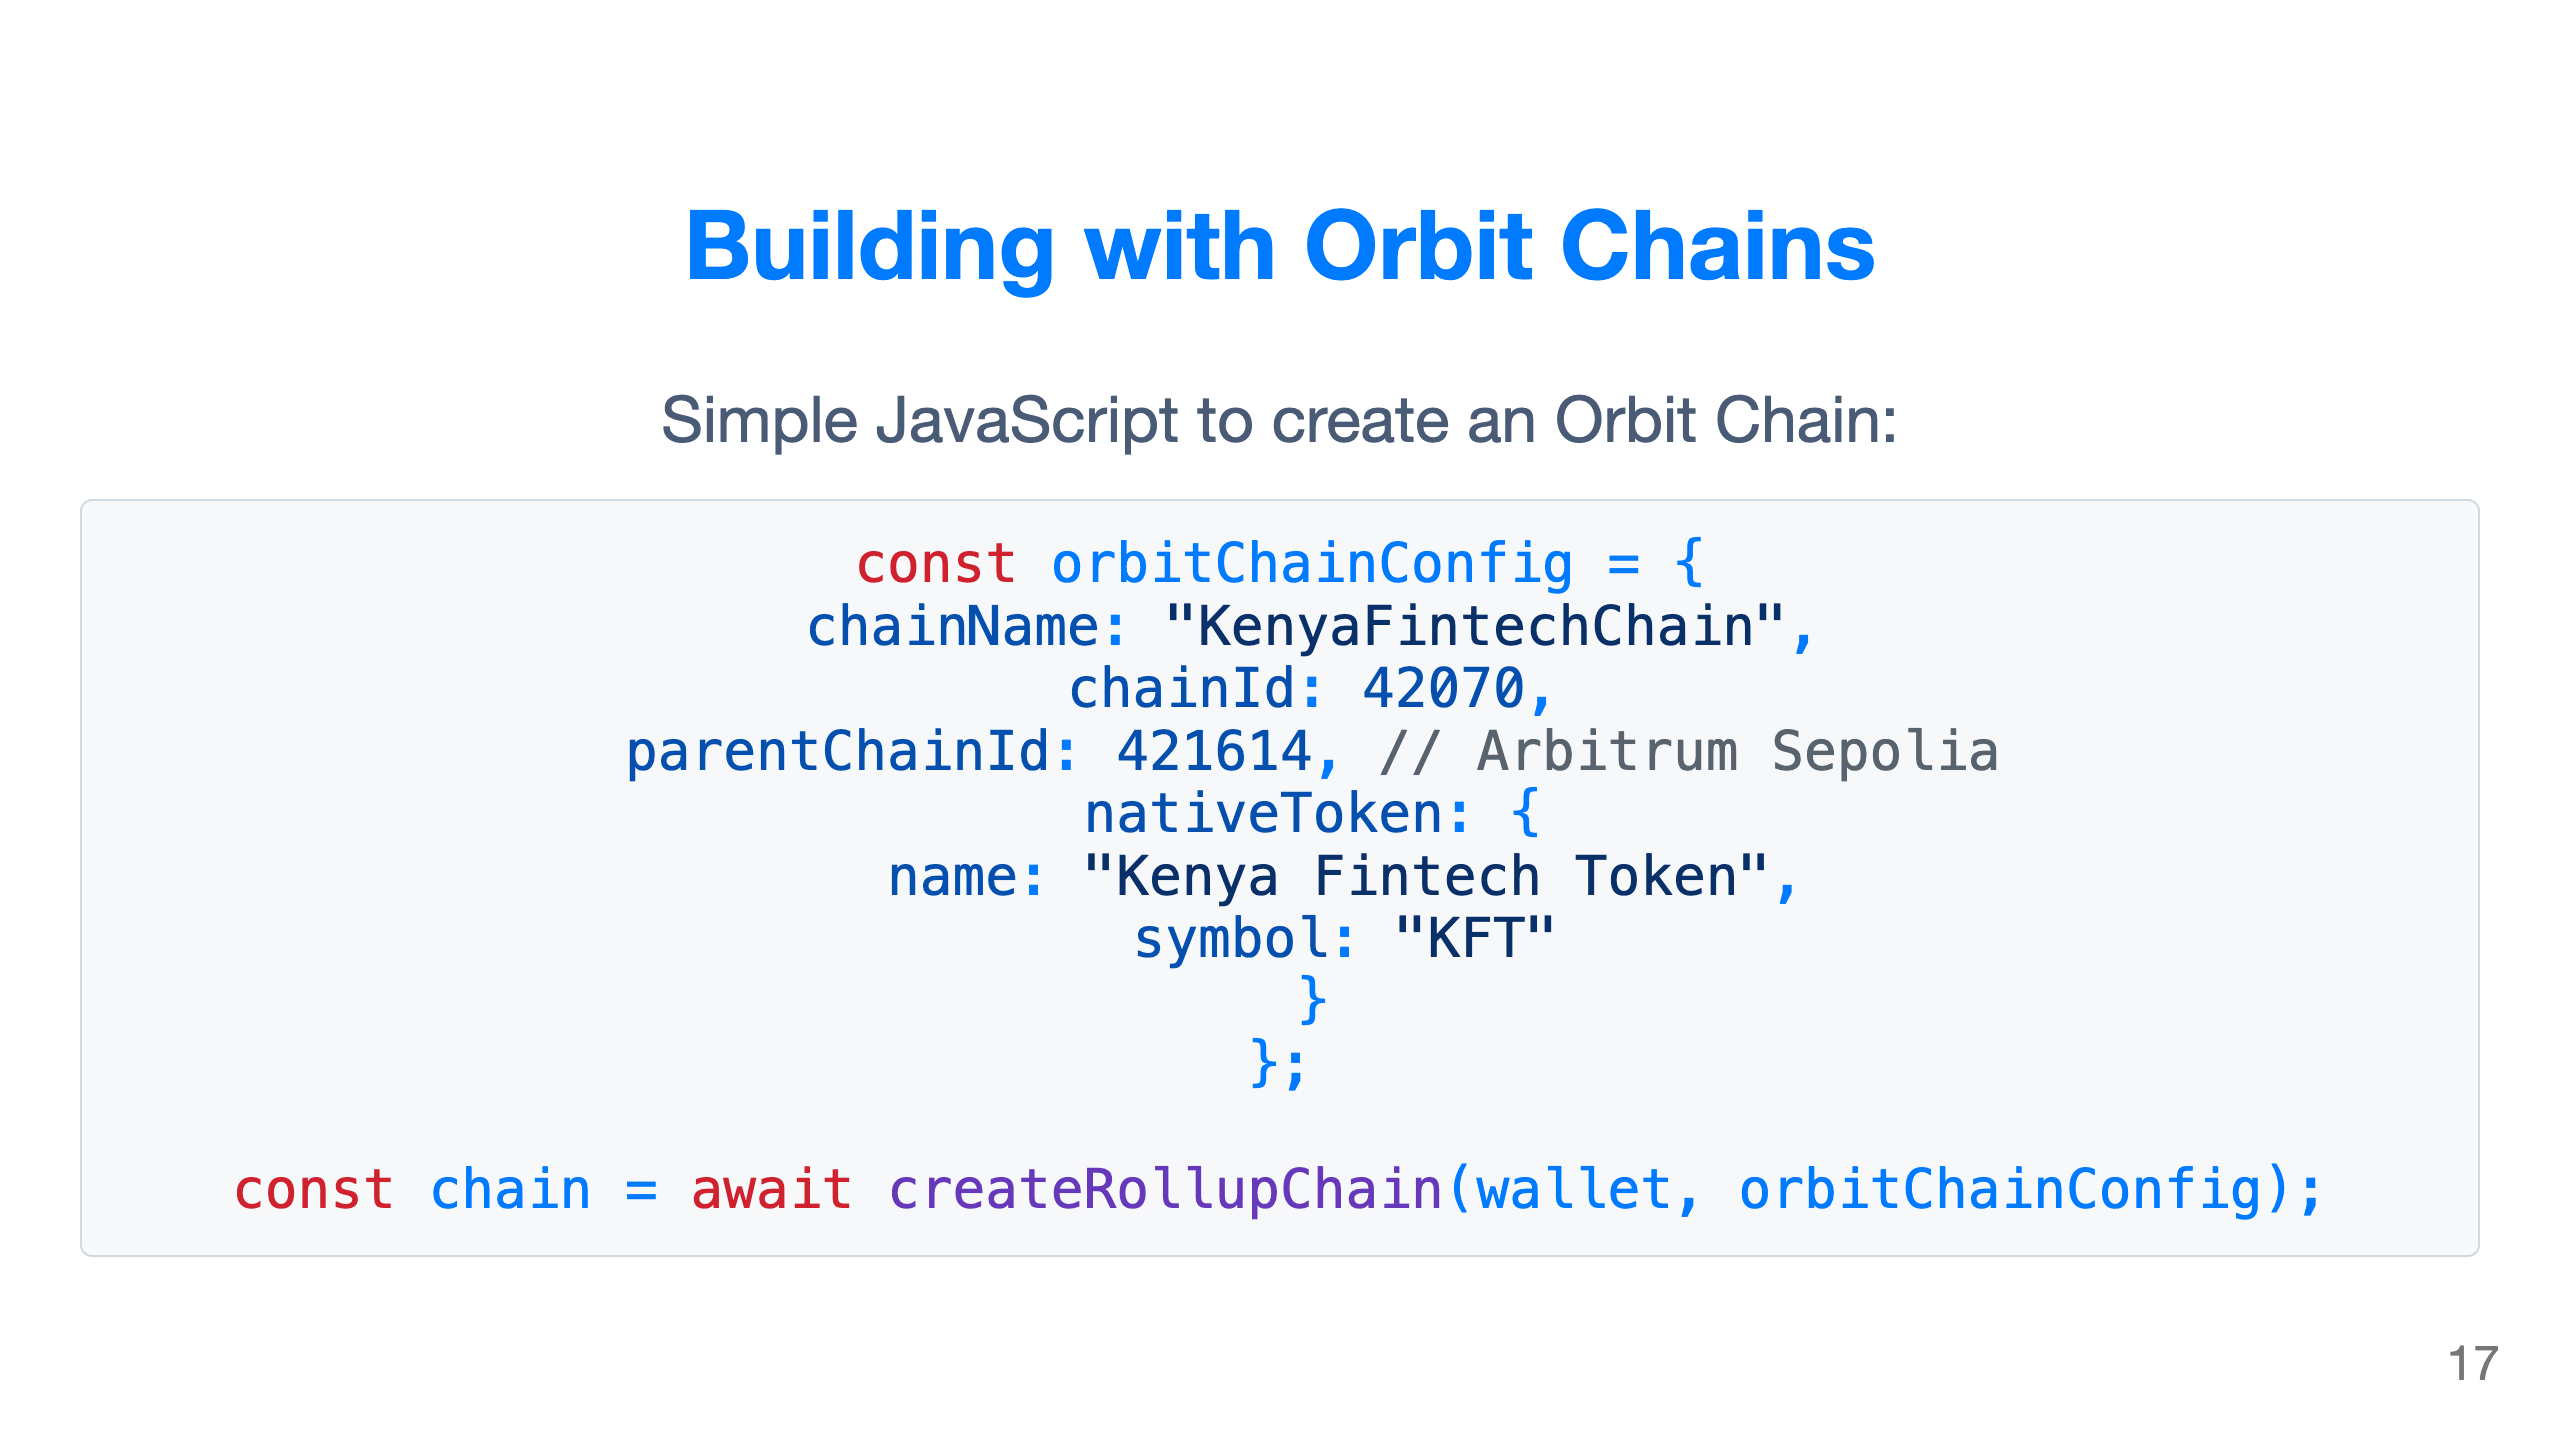 Building with Orbit Chains
Simple JavaScript to create an Orbit Chain:
const orbitChainConfig = {
chainName: "KenyaFintechChain",
chainId: 42070,
parentChainId: 421614, // Arbitrum Sepolia
nativeToken: {
name: "Kenya Fintech Token",
symbol: "KFT"
}
};
const chain = await createRollupChain(wallet, orbitChainConfig);
17